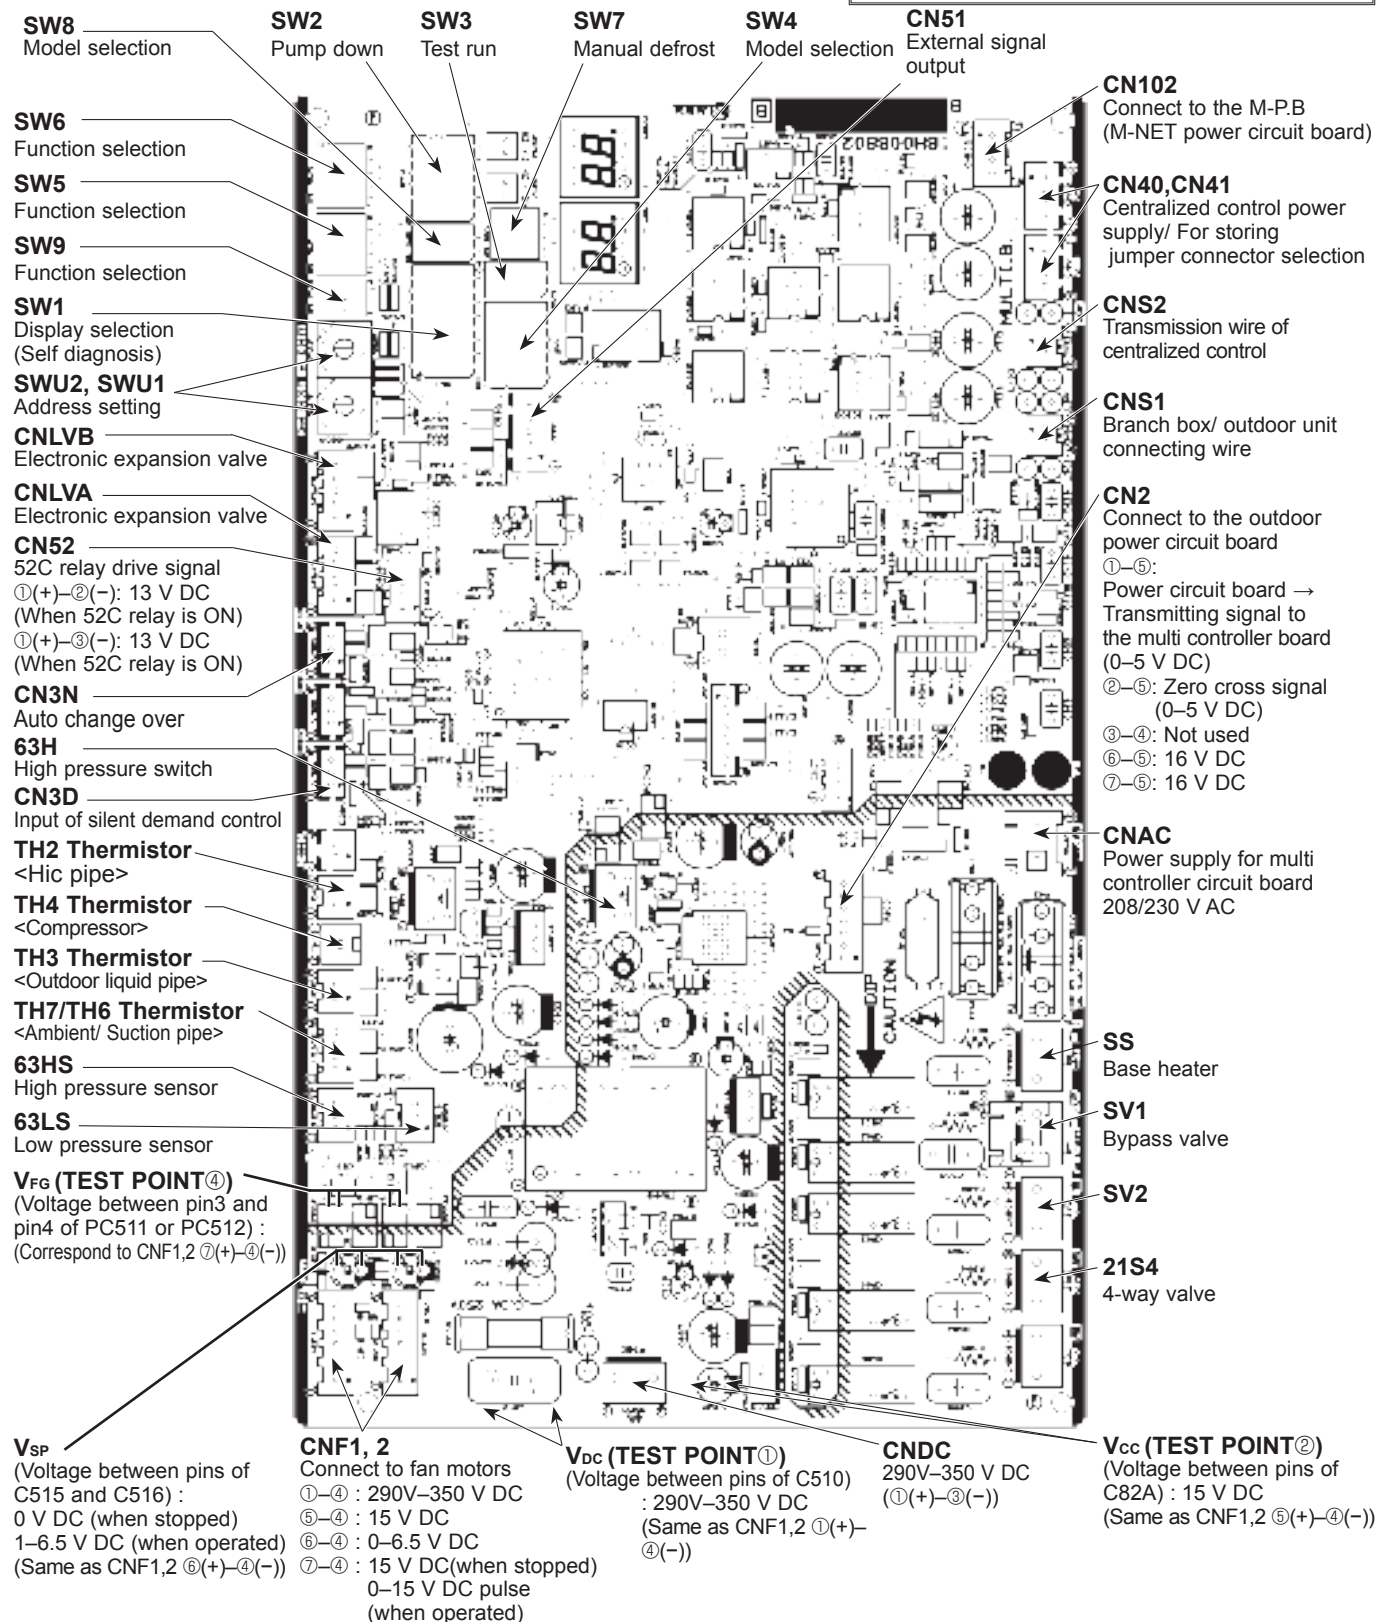 SW8
Model selection
SW2
Pump down
SW3
Test run
SW7
Manual defrost
SW4
Model selection
CN51
External signal
output
SW6
Function selection
SW5
Function selection
SW9
Function selection
SW1
Display selection
(Self diagnosis)
SWU2, SWU1
Address setting
CNLVB
Electronic expansion valve
CNLVA
Electronic expansion valve
CN52
52C relay drive signal
①(+)–②(−): 13 V DC
(When 52C relay is ON)
①(+)–③(−): 13 V DC
(When 52C relay is ON)
CN3N
Auto change over
63H
High pressure switch
CN3D
Input of silent demand control
TH2 Thermistor
<Hic pipe>
TH4 Thermistor
<Compressor>
TH3 Thermistor
<Outdoor liquid pipe>
TH7/TH6 Thermistor
<Ambient/ Suction pipe>
63HS
High pressure sensor
63LS
Low pressure sensor
VFG (TEST POINT④)
(Voltage between pin3 and
pin4 of PC511 or PC512) :
(Correspond to CNF1,2 ⑦(+)–④(−))
VSP
(Voltage between pins of
C515 and C516) :
0 V DC (when stopped)
1–6.5 V DC (when operated)
(Same as CNF1,2 ⑥(+)–④(−))
CNF1, 2
Connect to fan motors
①–④ : 290V–350 V DC
⑤–④ : 15 V DC
⑥–④ : 0–6.5 V DC
⑦–④ : 15 V DC(when stopped)
0–15 V DC pulse
(when operated)
VDC (TEST POINT①)
(Voltage between pins of C510)
: 290V–350 V DC
(Same as CNF1,2 ①(+)–
④(−))
CNDC
290V–350 V DC
(①(+)–③(−))
VCC (TEST POINT②)
(Voltage between pins of
C82A) : 15 V DC
(Same as CNF1,2 ⑤(+)–④(−))
CN102
Connect to the M-P.B
(M-NET power circuit board)
CN40,CN41
Centralized control power
supply/ For storing
jumper connector selection
CNS2
Transmission wire of
centralized control
CNS1
Branch box/ outdoor unit
connecting wire
CN2
Connect to the outdoor
power circuit board
①–⑤:
Power circuit board →
Transmitting signal to
the multi controller board
(0–5 V DC)
②–⑤: Zero cross signal
(0–5 V DC)
③–④: Not used
⑥–⑤: 16 V DC
⑦–⑤: 16 V DC
CNAC
Power supply for multi
controller circuit board
208/230 V AC
SS
Base heater
SV1
Bypass valve
SV2
21S4
4-way valve
MULTI.B
DIP
CAUTION